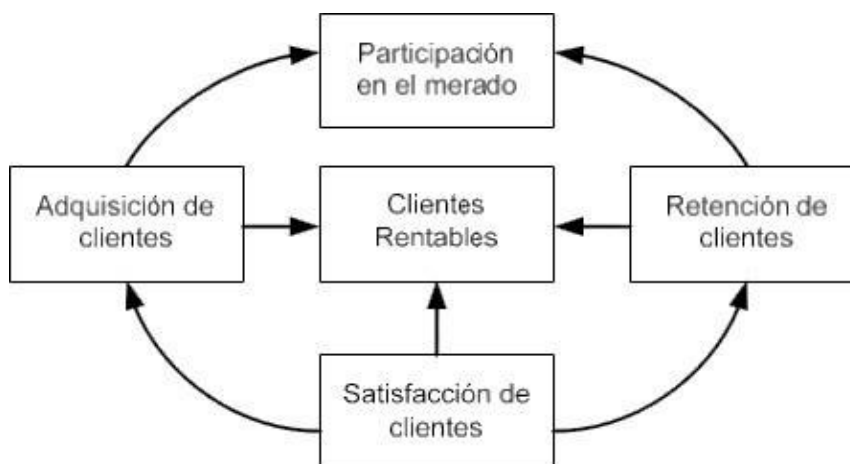 Participación
en el merado
Adquisición de
clientes
Clientes
Rentables
Retención de
clientes
Satisfacción de
clientes